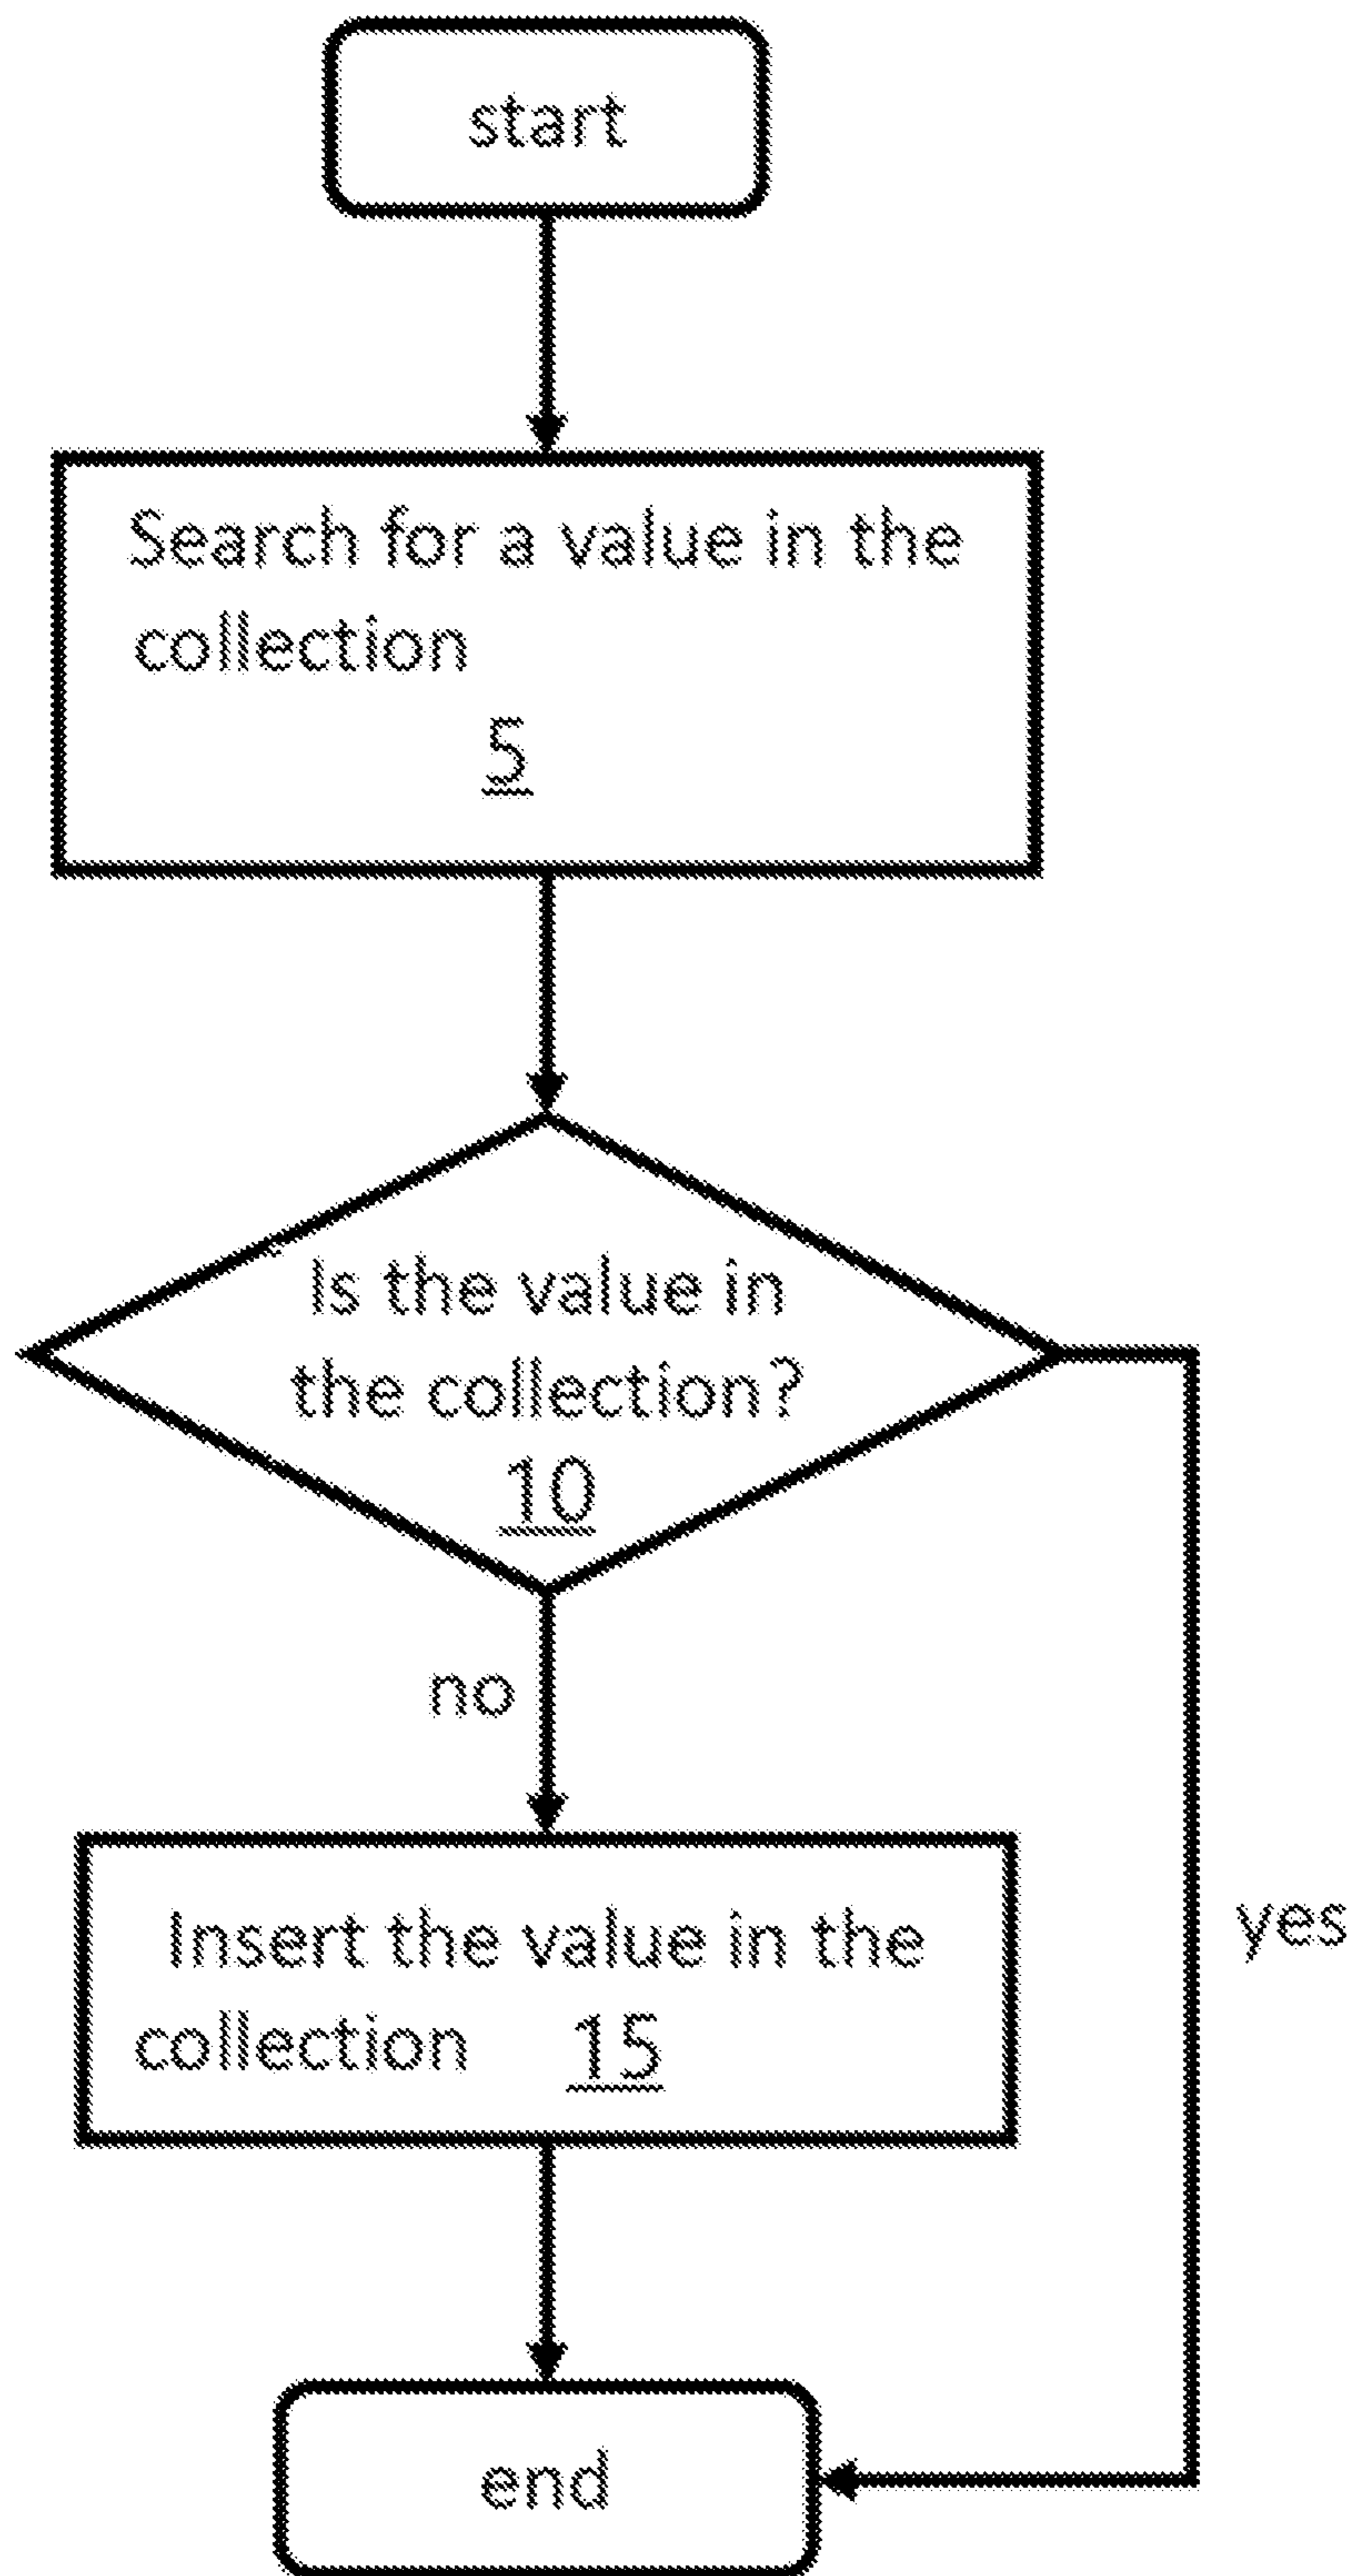 start
Search for a value in the
collection
5
Is the value in
the collection?
10
no
Insert the value in the
collection 15
yes
end